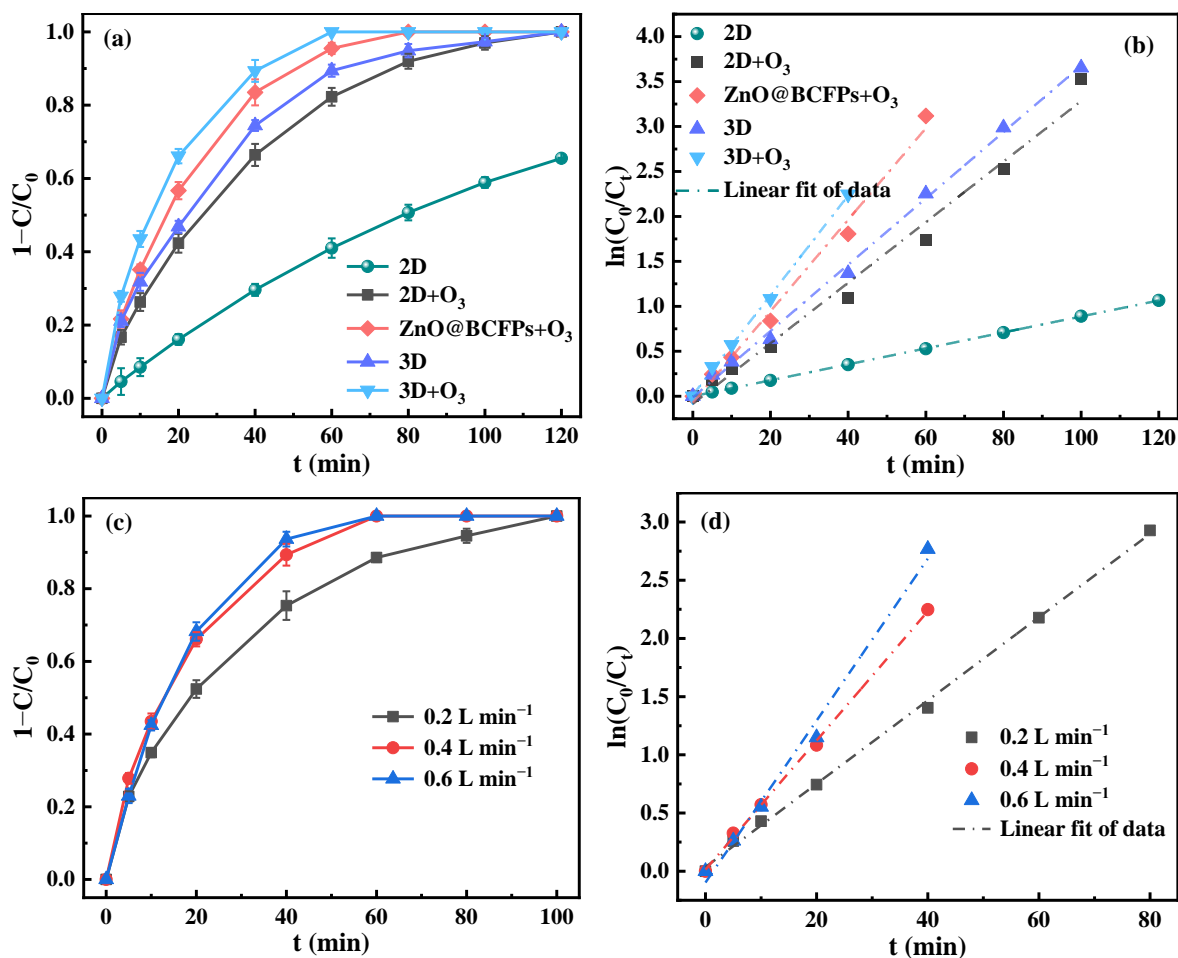 (a)
1−C/C0
1.0
0.8
0.6
0.4
0.2
0.0
2D
2D+O3
ZnO@BCFPs+O3
3D
3D+O3
0 20 40 60 80 100 120
t (min)
(b)
ln(C0/Ct)
4.0
3.5
3.0
2.5
2.0
1.5
1.0
0.5
0.0
2D
2D+O3
ZnO@BCFPs+O3
3D
3D+O3
Linear fit of data
0 20 40 60 80 100 120
t (min)
(c)
1−C/C0
1.0
0.8
0.6
0.4
0.2
0.0
0.2 L min−1
0.4 L min−1
0.6 L min−1
0 20 40 60 80 100
t (min)
(d)
ln(C0/Ct)
3.0
2.5
2.0
1.5
1.0
0.5
0.0
0.2 L min−1
0.4 L min−1
0.6 L min−1
Linear fit of data
0 20 40 60 80
t (min)